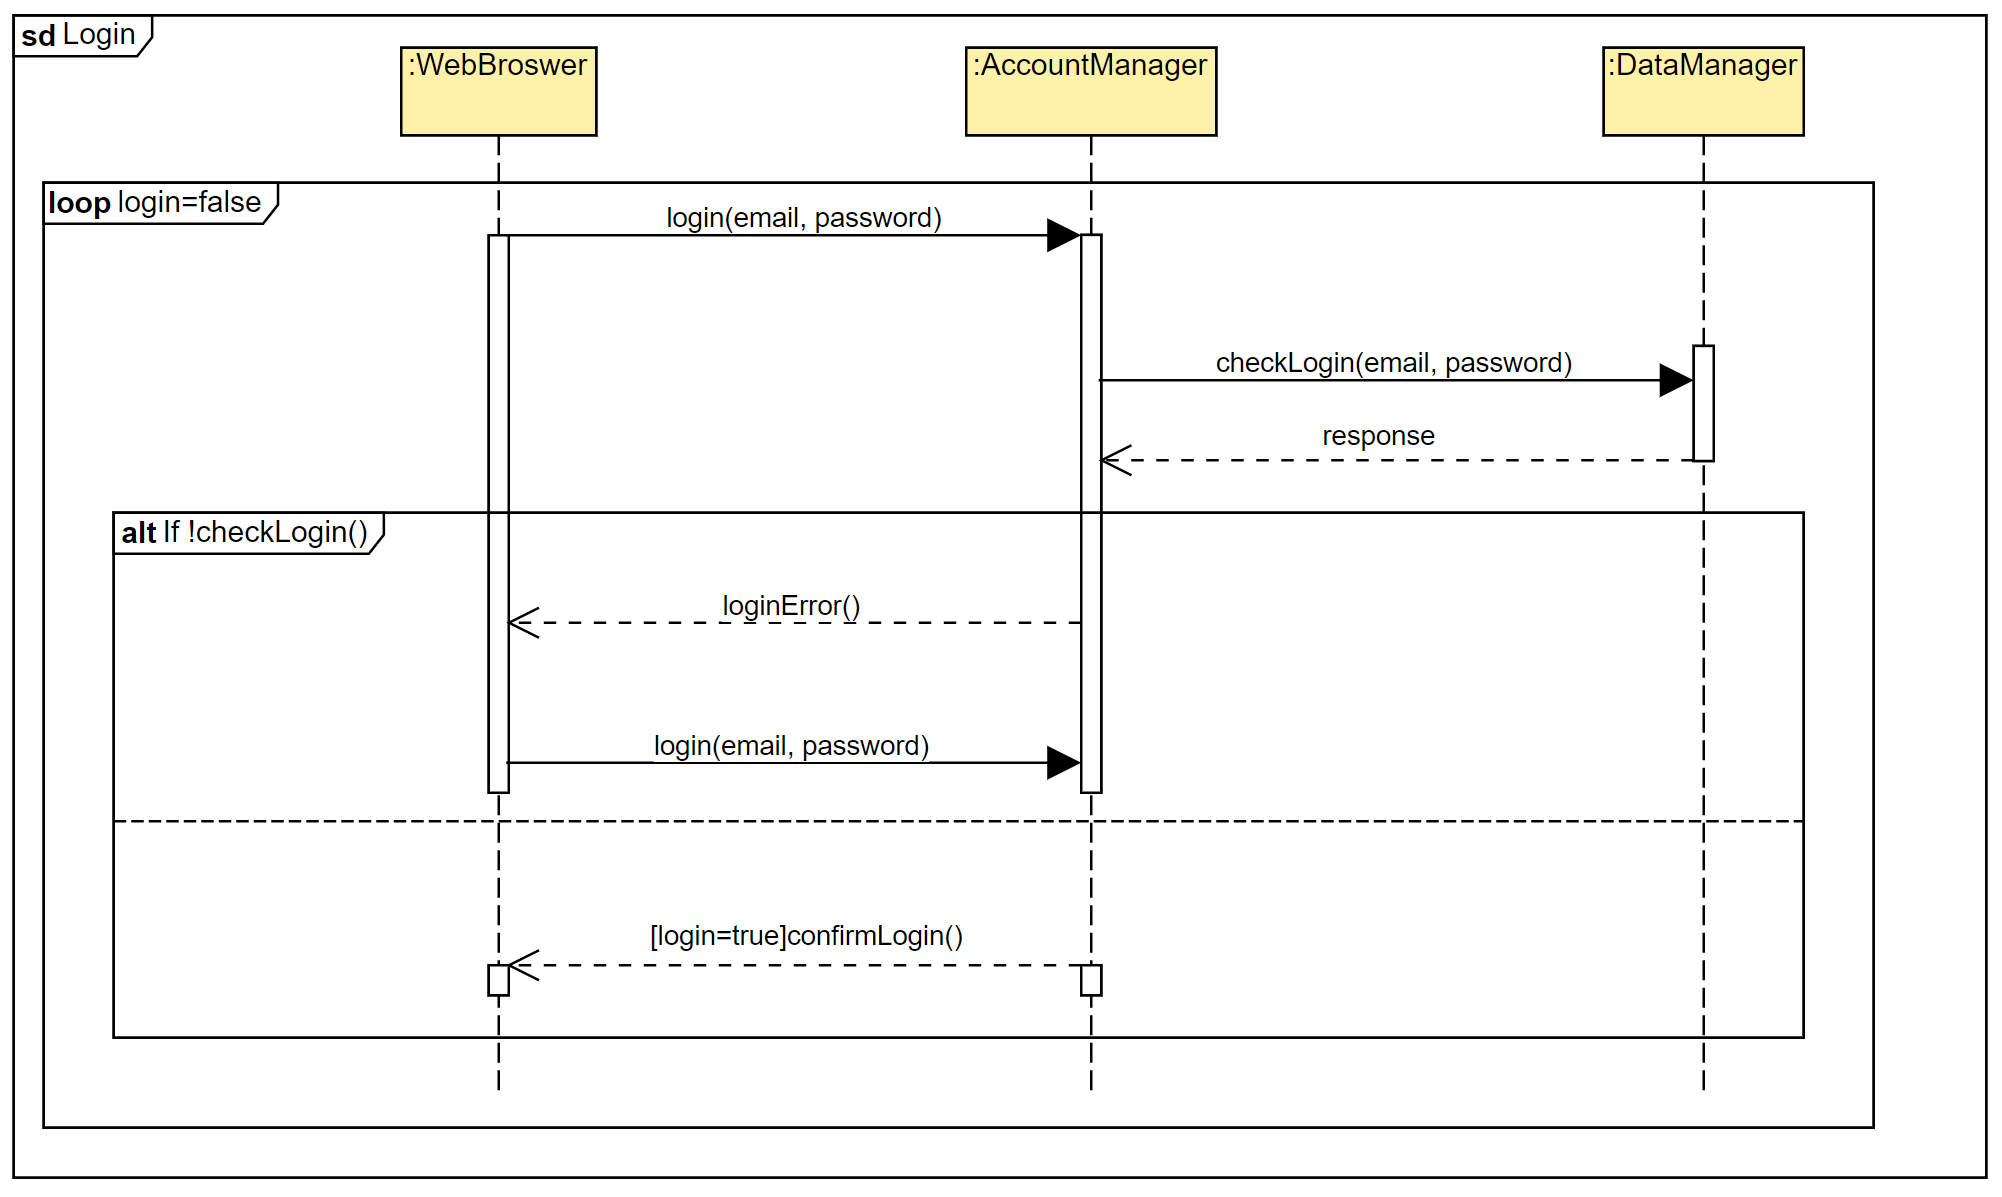 sd Login
:WebBroswer
:AccountManager
:DataManager
loop login=false
login(email, password)
checkLogin(email, password)
response
alt If !checkLogin()
loginError()
login(email, password)
[login=true]confirmLogin()